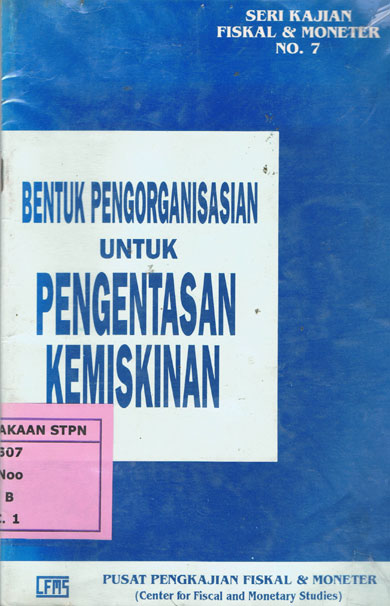 SERI KAJIAN
FISKAL & MONETER
NO. 7
BENTUK PENGORGANISASIAN
UNTUK
PENGENTASAN
KEMISKINAN
AKAAN STPN
607
Noo
B
C. 1
CFMS
PUSAT PENGKAJIAN FISKAL & MONETER
(Center for Fiscal and Monetary Studies)